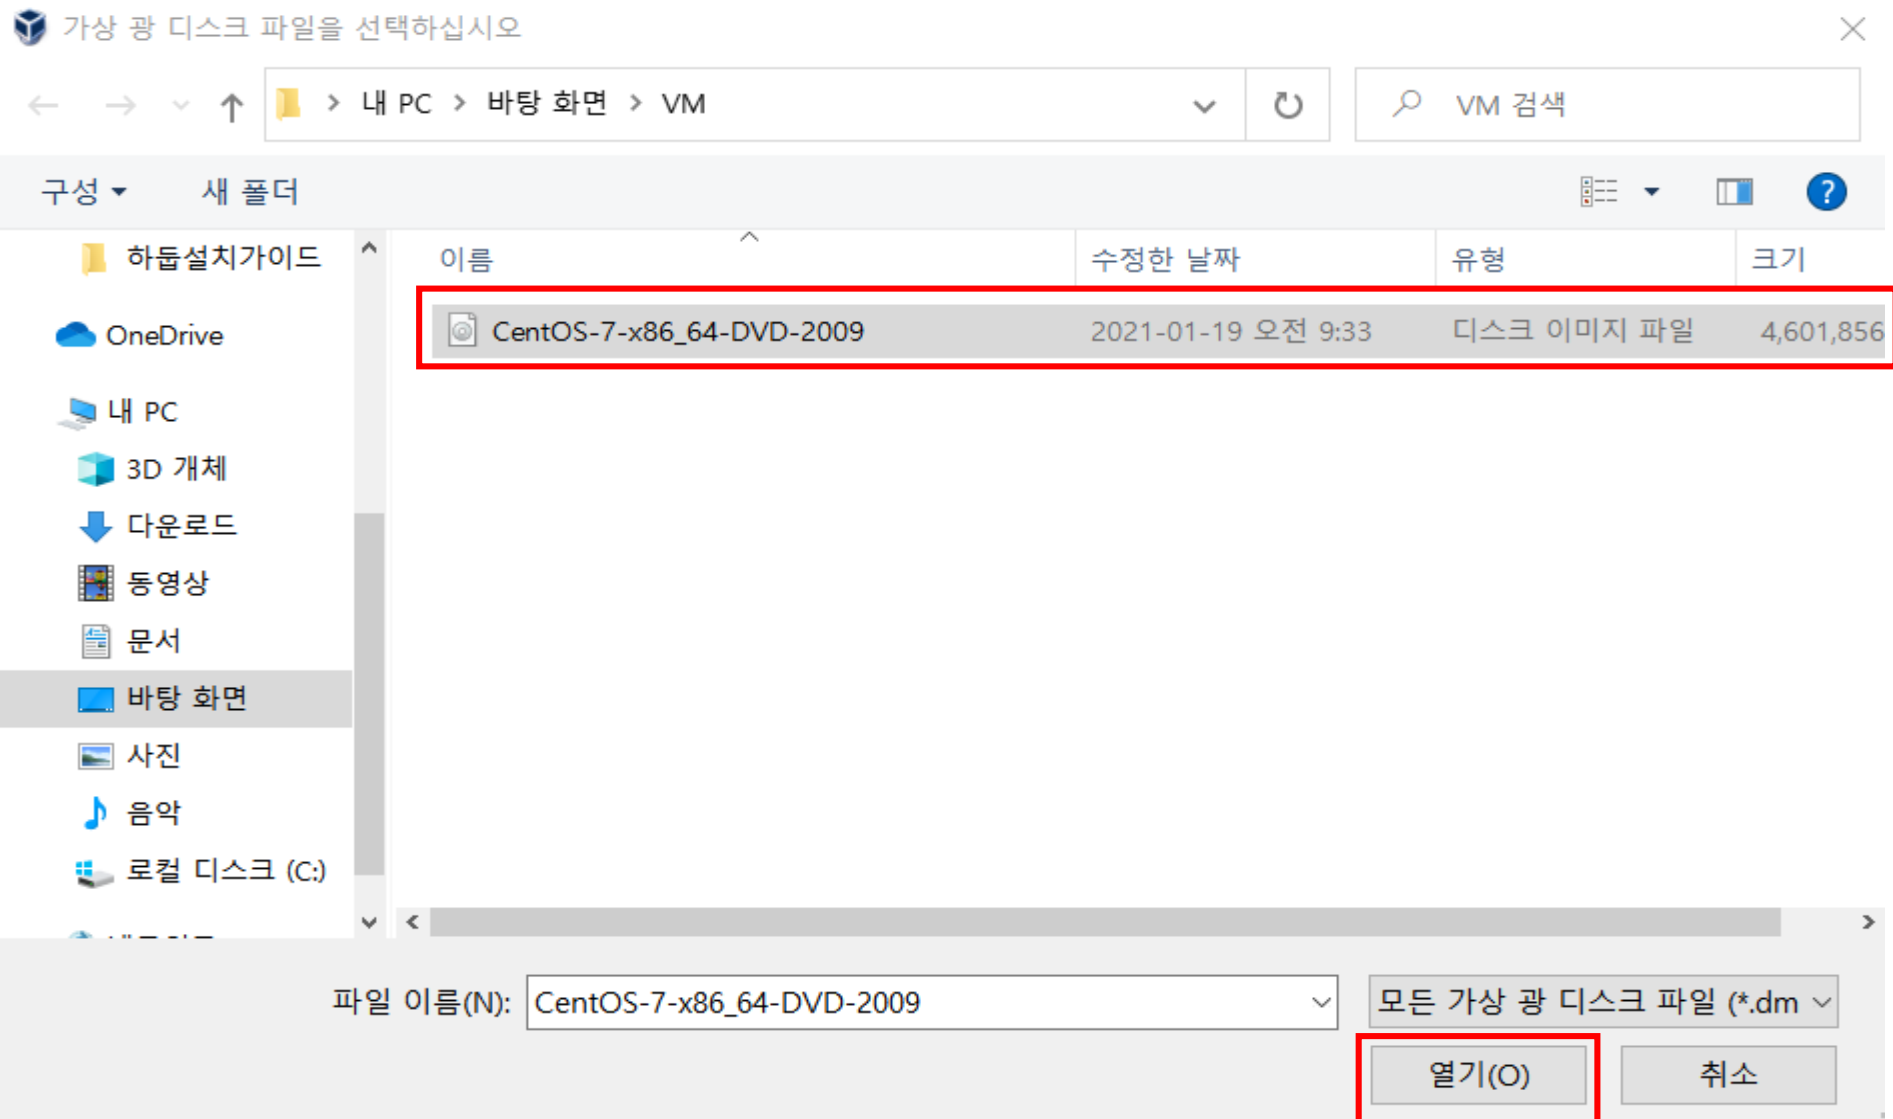 가상 광 디스크 파일을 선택하십시오
내 PC > 바탕 화면 > VM
VM 검색
구성
새 폴더
?
이름
수정한 날짜
유형
크기
CentOS-7-x86_64-DVD-2009
2021-01-19 오전 9:33
디스크 이미지 파일
4,601,856
하둡설치가이드
OneDrive
내 PC
3D 개체
다운로드
동영상
문서
바탕 화면
사진
음악
로컬 디스크 (C:)
파일 이름(N):
CentOS-7-x86_64-DVD-2009
모든 가상 광 디스크 파일 (*.dm
열기(O)
취소